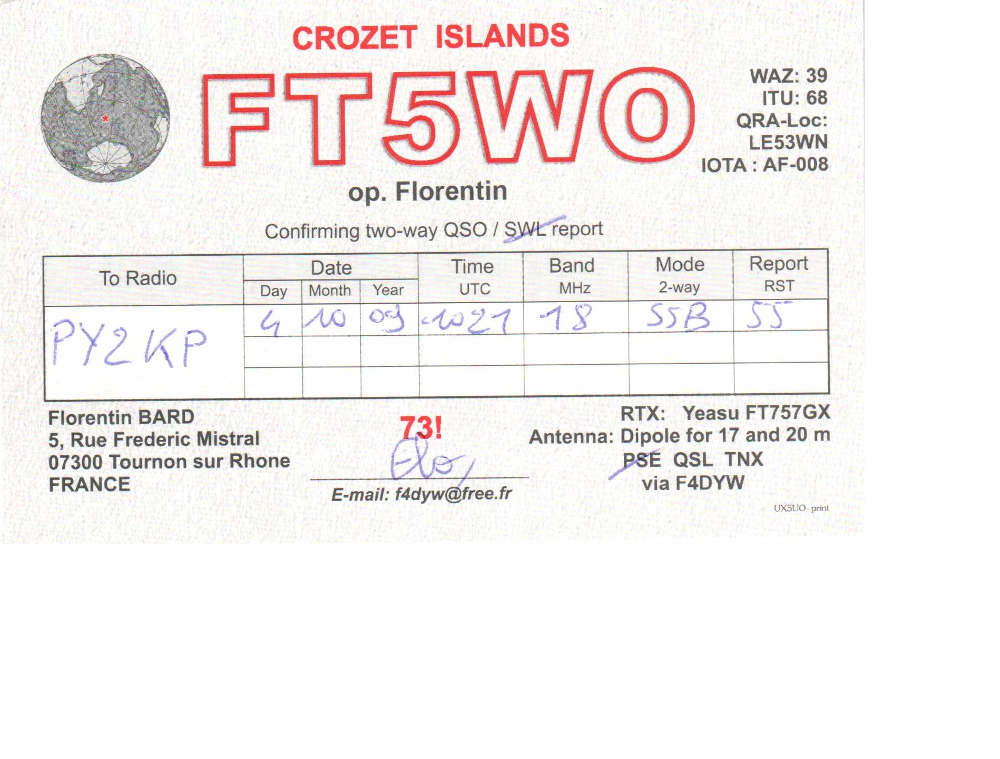 CROZET ISLANDS
FT5WO
WAZ: 39
ITU: 68
QRA-Loc:
LE53WN
IOTA : AF-008
op. Florentin
Confirming two-way QSO / SWL report
To Radio Date Time Band Mode Report
Day Month Year UTC MHz 2-way RST
PY2KP 4 10 09 1021 18 SSB 55
Florentin BARD
5, Rue Frederic Mistral
07300 Tournon sur Rhone
FRANCE
73!
Flo
E-mail: f4dyw@free.fr
RTX: Yeasu FT757GX
Antenna: Dipole for 17 and 20 m
PSE QSL TNX
via F4DYW
UX5UO print